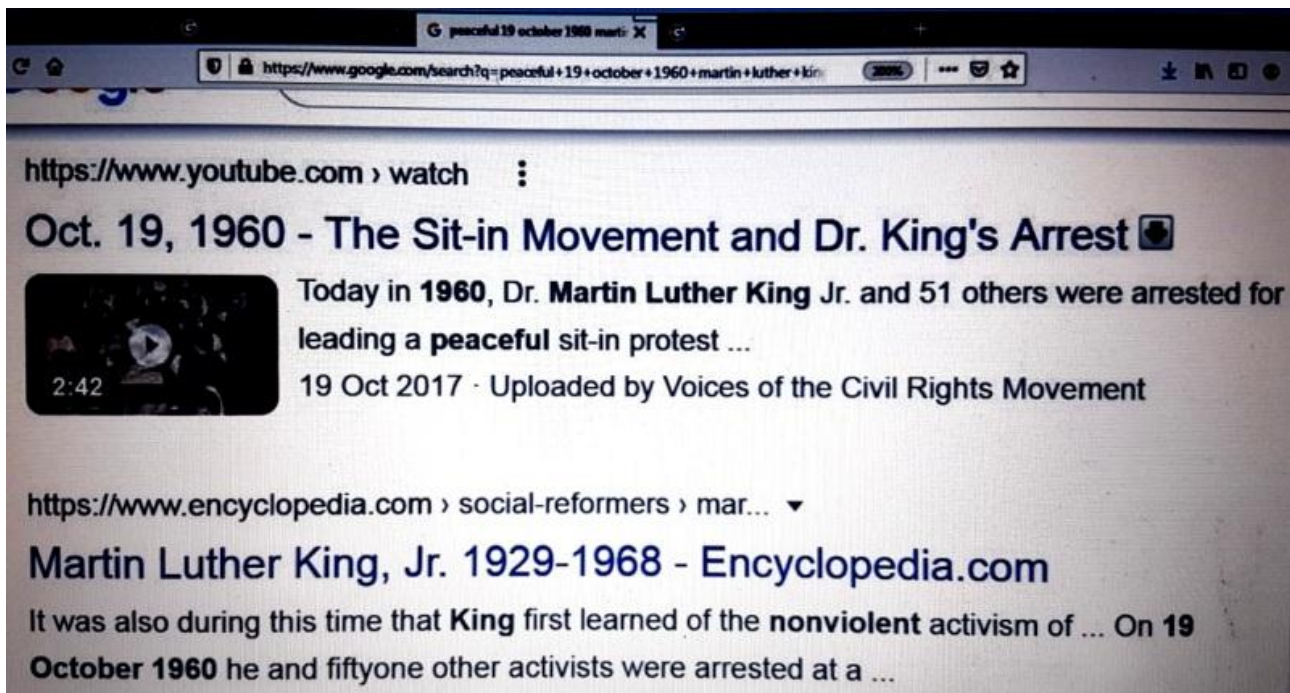 peaceful 19 october 1960 marti
https://www.google.com/search?q=peaceful+19+october+1960+martin+luther+kin
200%
https://www.youtube.com › watch
Oct. 19, 1960 - The Sit-in Movement and Dr. King's Arrest
Today in 1960, Dr. Martin Luther King Jr. and 51 others were arrested for
leading a peaceful sit-in protest ...
2:42
19 Oct 2017 · Uploaded by Voices of the Civil Rights Movement
https://www.encyclopedia.com › social-reformers › mar...
Martin Luther King, Jr. 1929-1968 - Encyclopedia.com
It was also during this time that King first learned of the nonviolent activism of ... On 19
October 1960 he and fiftyone other activists were arrested at a ...